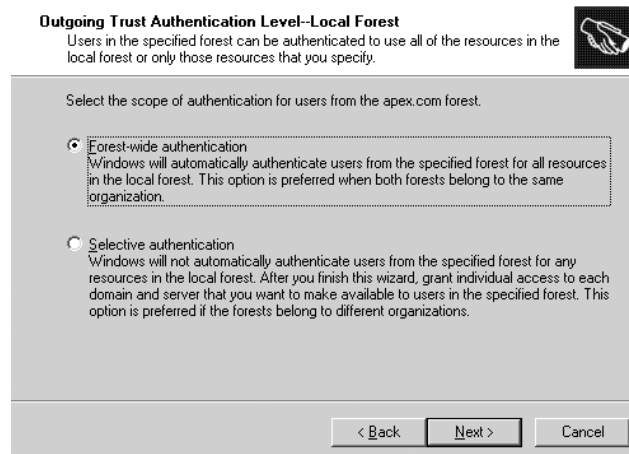 Outgoing Trust Authentication Level--Local Forest
Users in the specified forest can be authenticated to use all of the resources in the
local forest or only those resources that you specify.
Select the scope of authentication for users from the apex.com forest.
Forest-wide authentication
Windows will automatically authenticate users from the specified forest for all resources
in the local forest. This option is preferred when both forests belong to the same
organization.
Selective authentication
Windows will not automatically authenticate users from the specified forest for any
resources in the local forest. After you finish this wizard, grant individual access to each
domain and server that you want to make available to users in the specified forest. This
option is preferred if the forests belong to different organizations.
< Back
Next >
Cancel